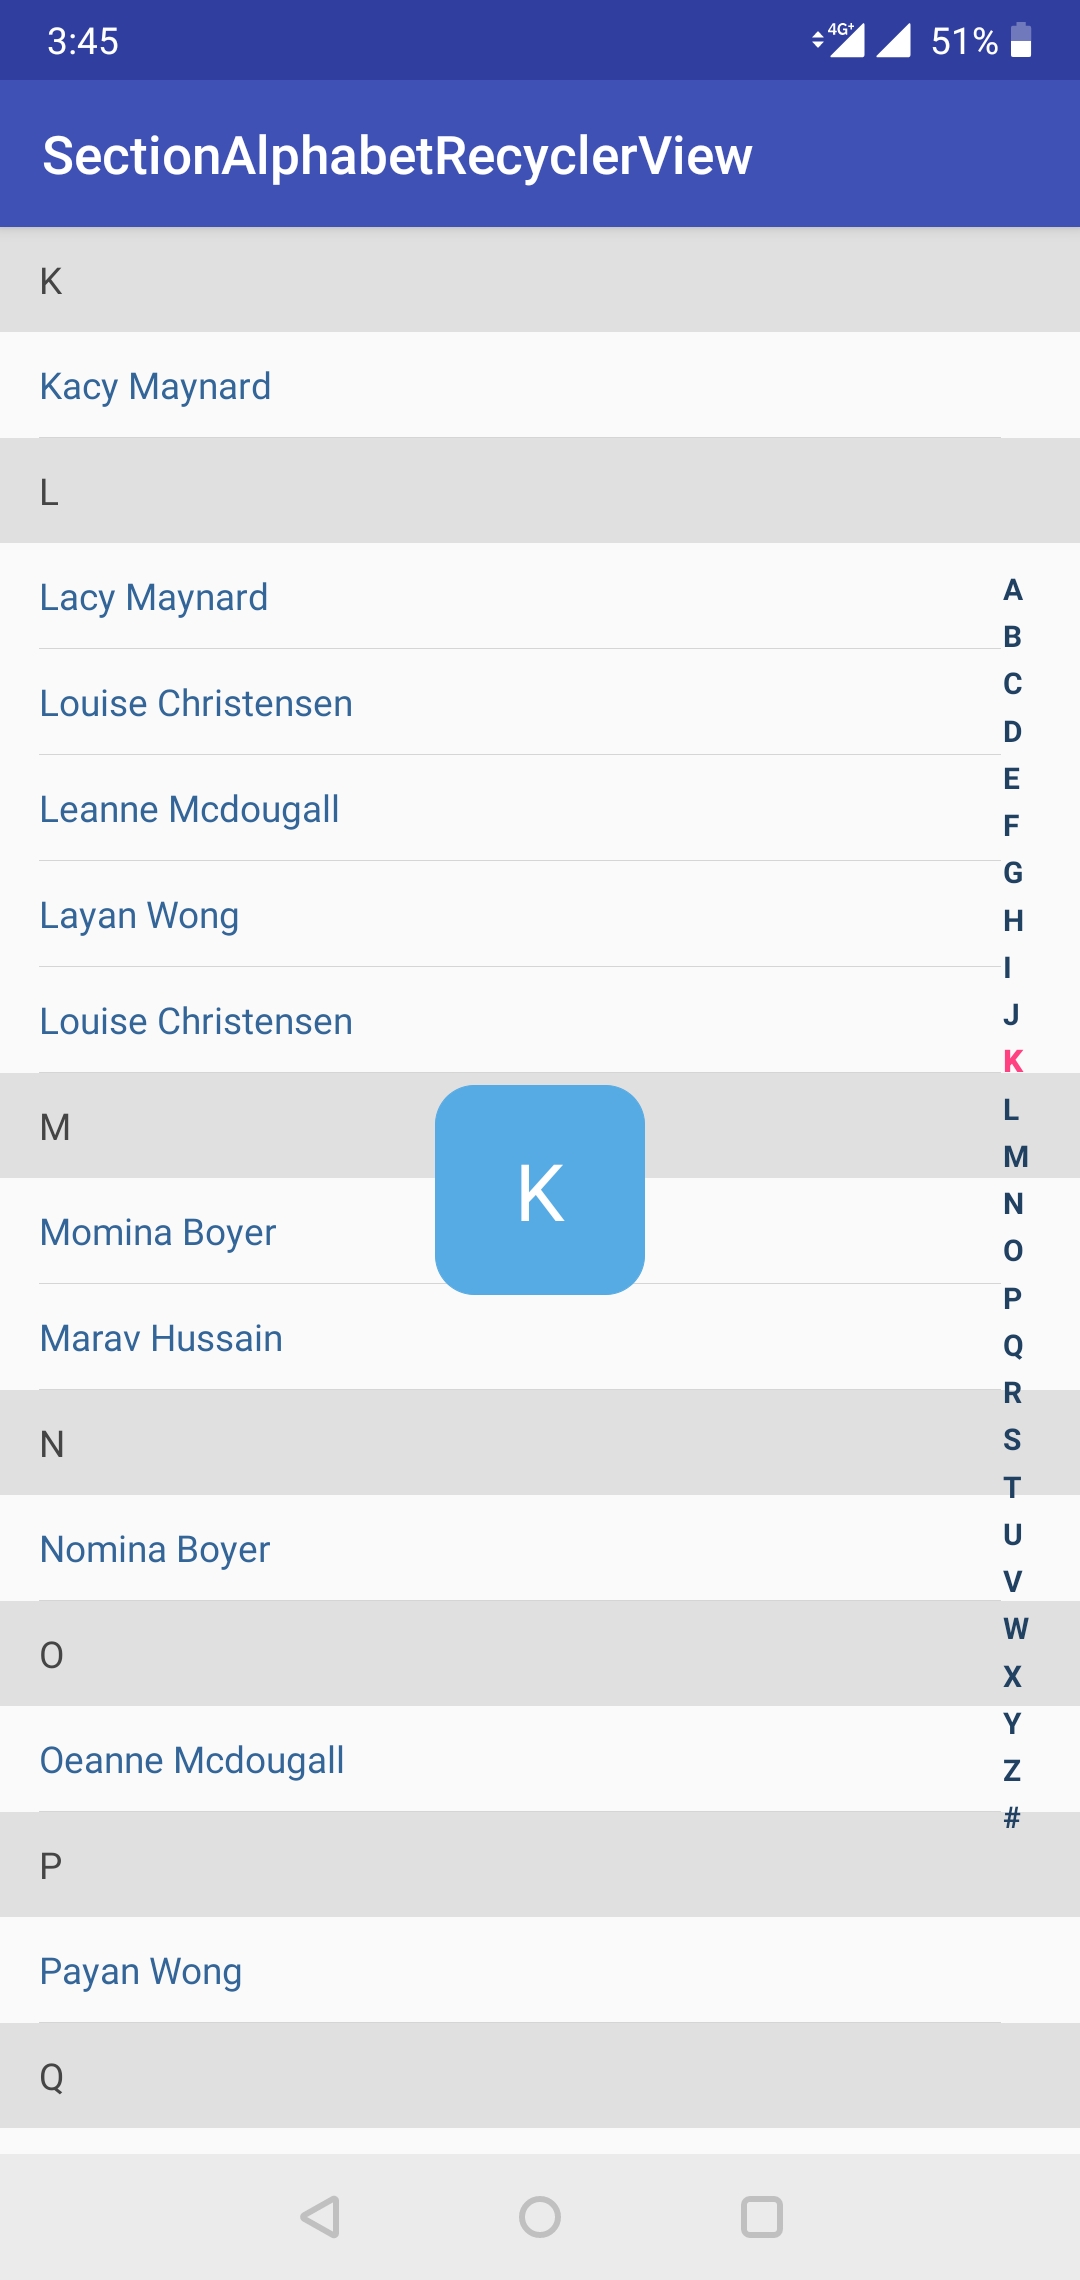 3:45
4G+ 51%
SectionAlphabetRecyclerView
K
Kacy Maynard
L
Lacy Maynard
Louise Christensen
Leanne Mcdougall
Layan Wong
Louise Christensen
M
Momina Boyer
Marav Hussain
N
Nomina Boyer
O
Oeanne Mcdougall
P
Payan Wong
Q
K
A
B
C
D
E
F
G
H
I
J
K
L
M
N
O
P
Q
R
S
T
U
V
W
X
Y
Z
#